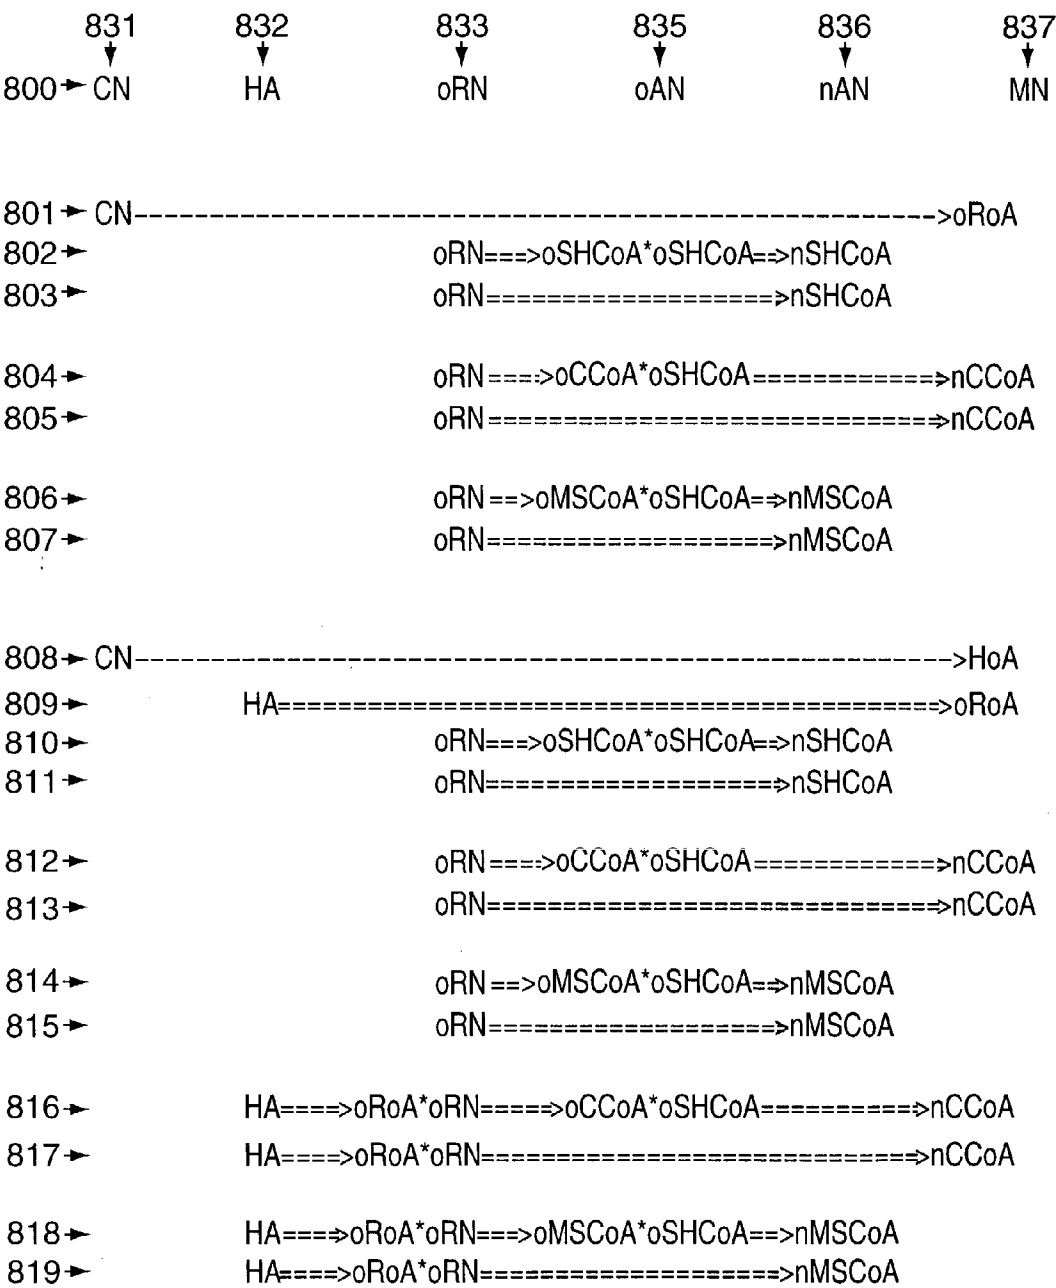 831 832 833 835 836 837
800 CN HA oRN oAN nAN MN
801 CN------------------------------------------------------>oRoA
802 oRN===>oSHCoA*oSHCoA==>nSHCoA
803 oRN===================>nSHCoA
804 oRN====>oCCoA*oSHCoA============>nCCoA
805 oRN==============================>nCCoA
806 oRN==>oMSCoA*oSHCoA==>nMSCoA
807 oRN===================>nMSCoA
808 CN------------------------------------------------------>HoA
809 HA============================================>oRoA
810 oRN===>oSHCoA*oSHCoA==>nSHCoA
811 oRN===================>nSHCoA
812 oRN====>oCCoA*oSHCoA============>nCCoA
813 oRN==============================>nCCoA
814 oRN==>oMSCoA*oSHCoA==>nMSCoA
815 oRN===================>nMSCoA
816 HA====>oRoA*oRN=====>oCCoA*oSHCoA==========>nCCoA
817 HA====>oRoA*oRN=============================>nCCoA
818 HA====>oRoA*oRN===>oMSCoA*oSHCoA==>nMSCoA
819 HA====>oRoA*oRN====================>nMSCoA